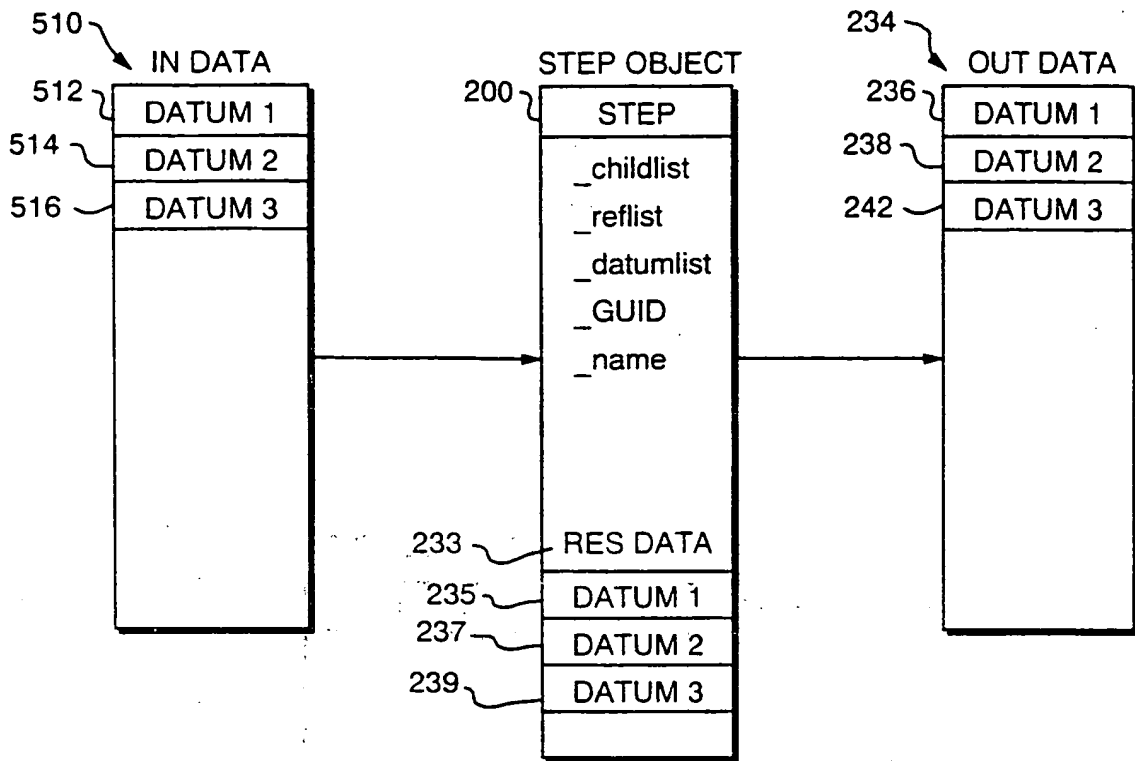 510
IN DATA
512
DATUM 1
514
DATUM 2
516
DATUM 3
STEP OBJECT
200
STEP
_childlist
_reflist
_datumlist
_GUID
_name
233
RES DATA
235
DATUM 1
237
DATUM 2
239
DATUM 3
234
OUT DATA
236
DATUM 1
238
DATUM 2
242
DATUM 3